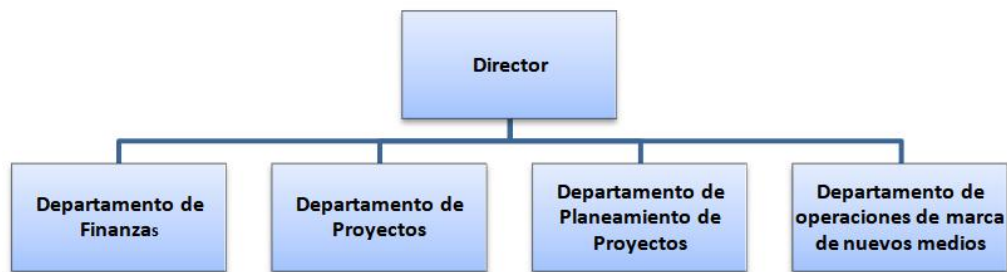 Director
Departamento de
Finanzas
Departamento de
Proyectos
Departamento de
Planeamiento de
Proyectos
Departamento de
operaciones de marca
de nuevos medios